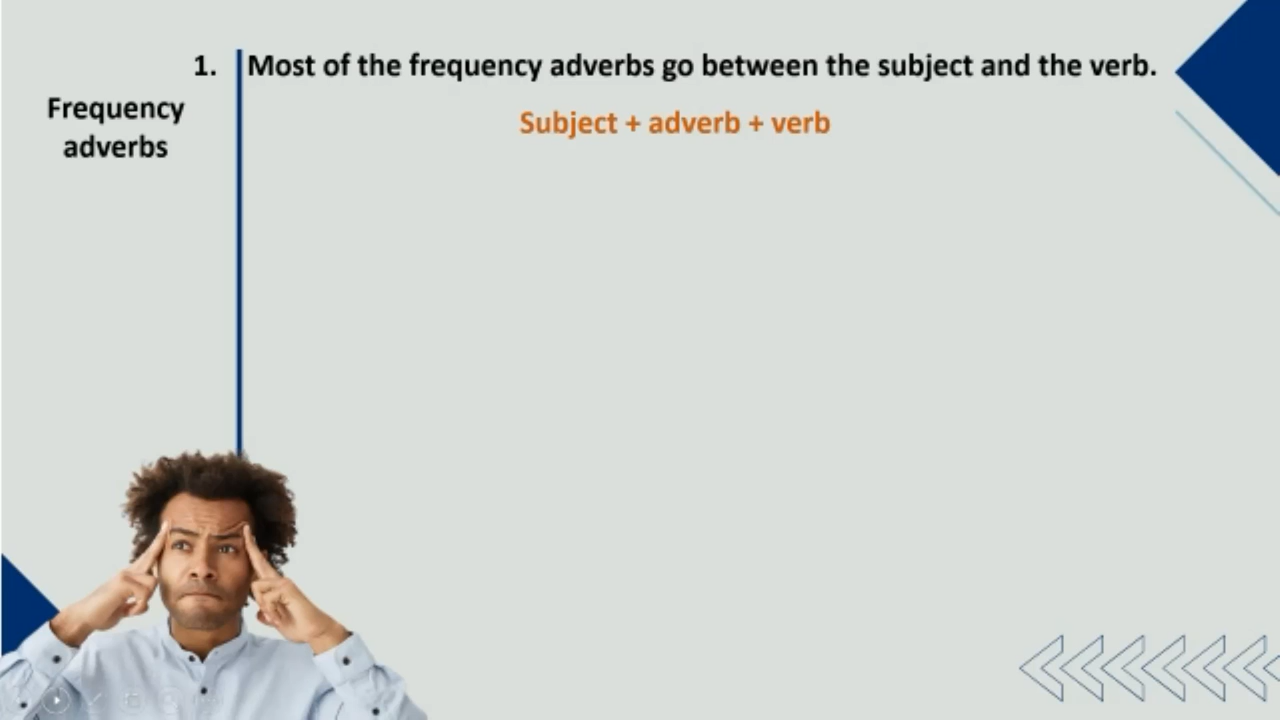 1. Most of the frequency adverbs go between the subject and the verb.
Frequency
adverbs
Subject + adverb + verb